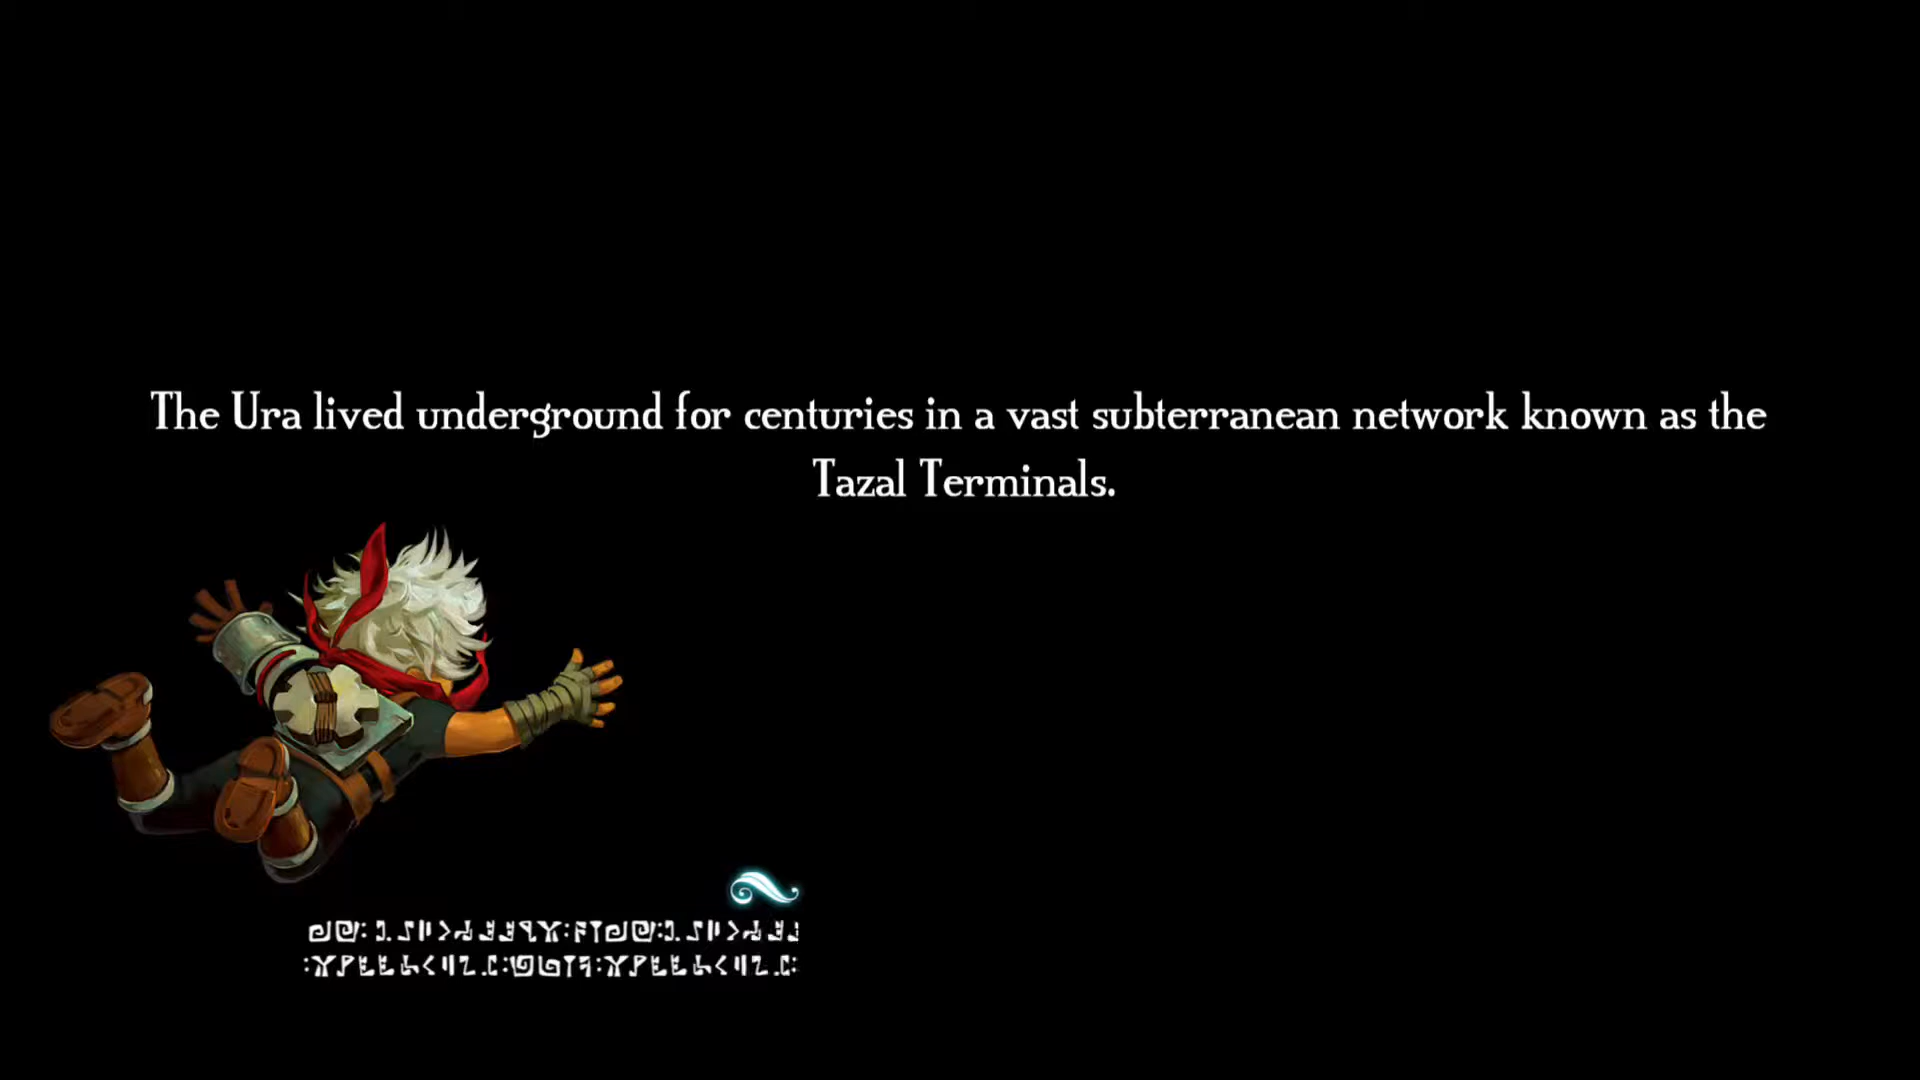 The Ura lived underground for centuries in a vast subterranean network known as the
Tazal Terminals.